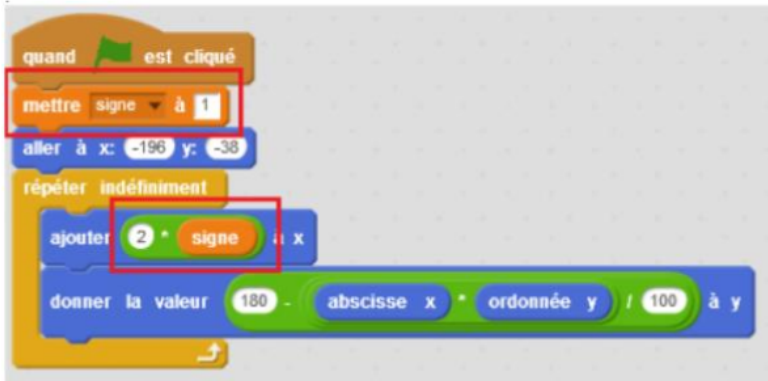 quand est cliqué
mettre signe à 1
aller à x: -196 y: -38
répéter indéfiniment
ajouter 2 * signe à x
donner la valeur 180 - abscisse x * ordonnée y / 100 à y